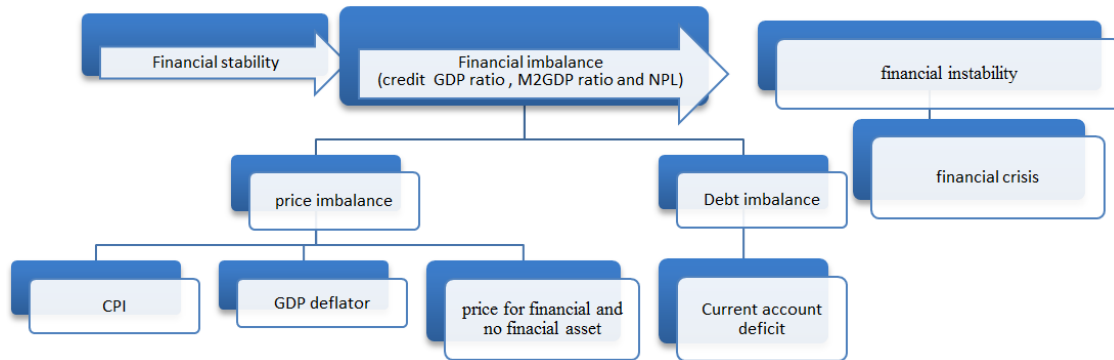 Financial stability
Financial imbalance
(credit GDP ratio , M2GDP ratio and NPL)
financial instability
financial crisis
price imbalance
Debt imbalance
CPI
GDP deflator
price for financial and
no finacial asset
Current account
deficit